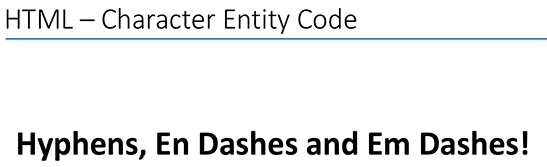 HTML – Character Entity Code
Hyphens, En Dashes and Em Dashes!